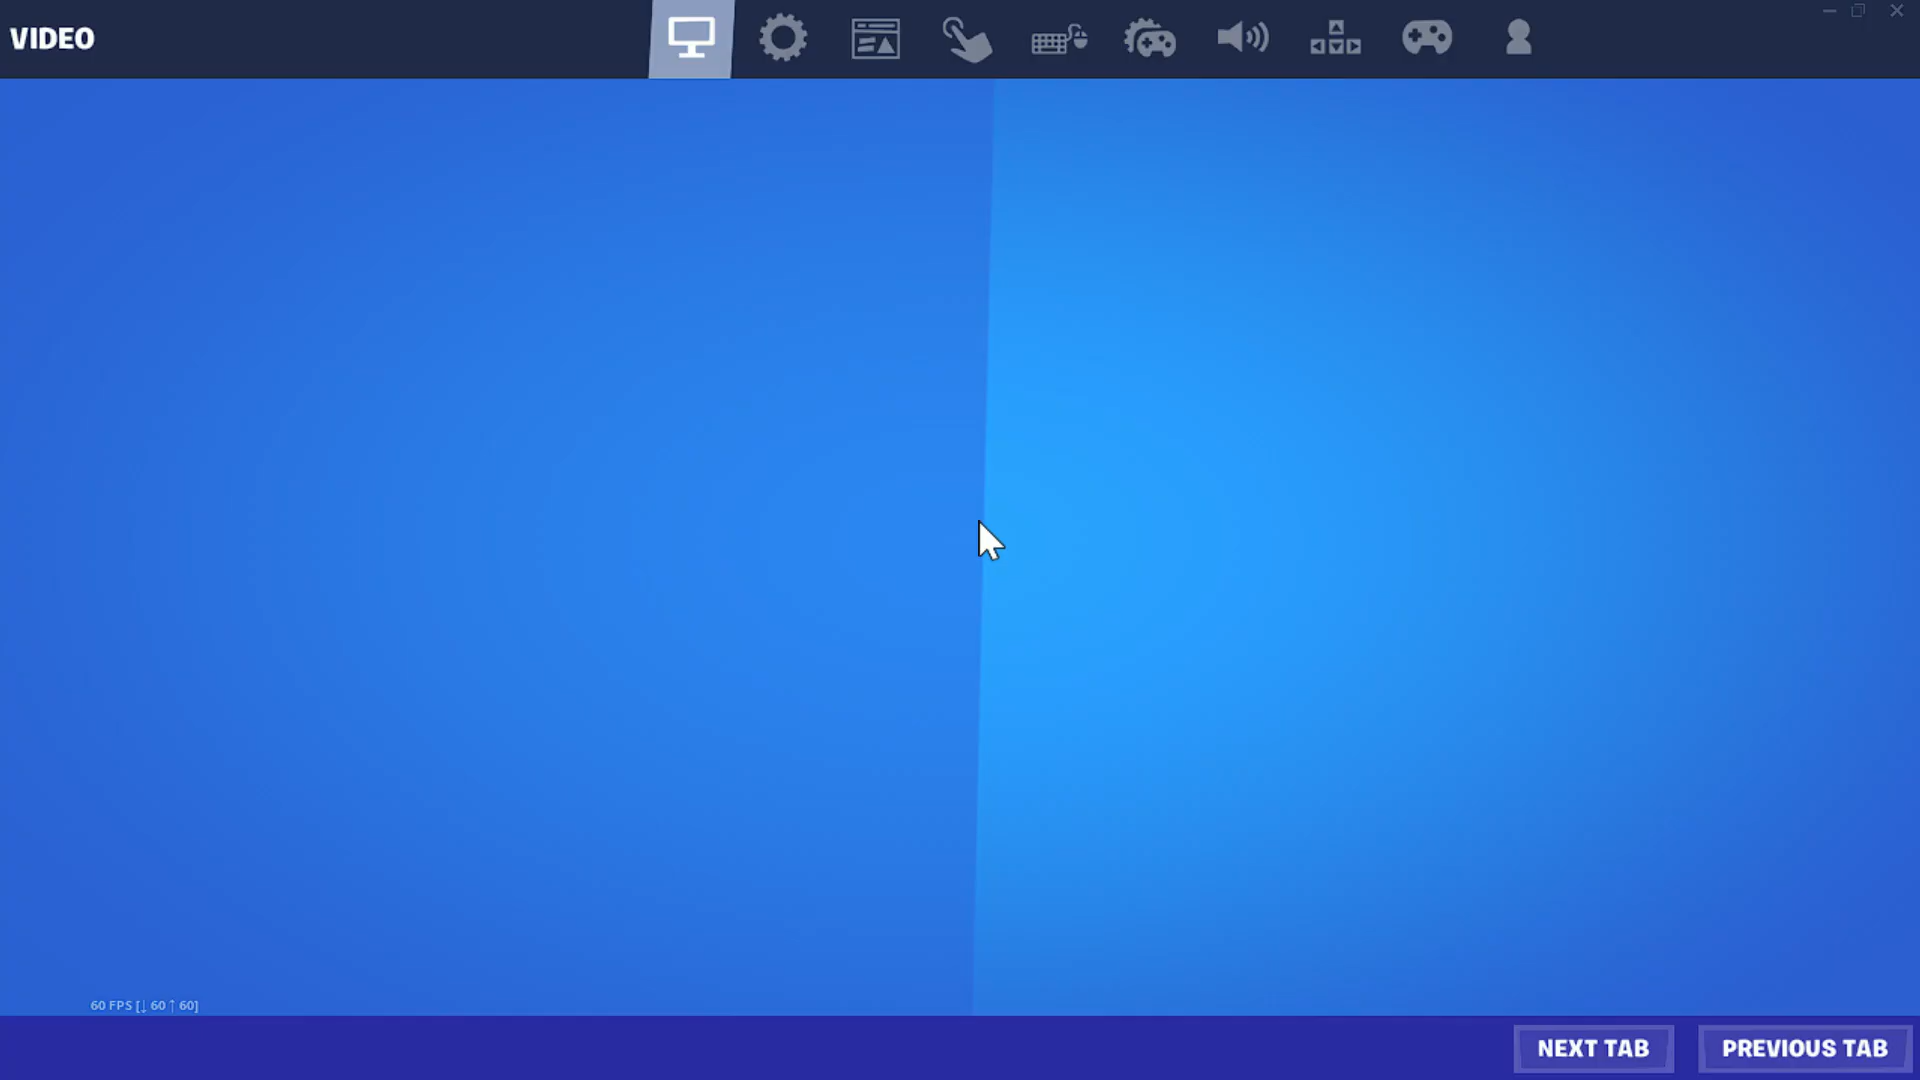 VIDEO
60 FPS [↓ 60 ↑ 60]
NEXT TAB
PREVIOUS TAB